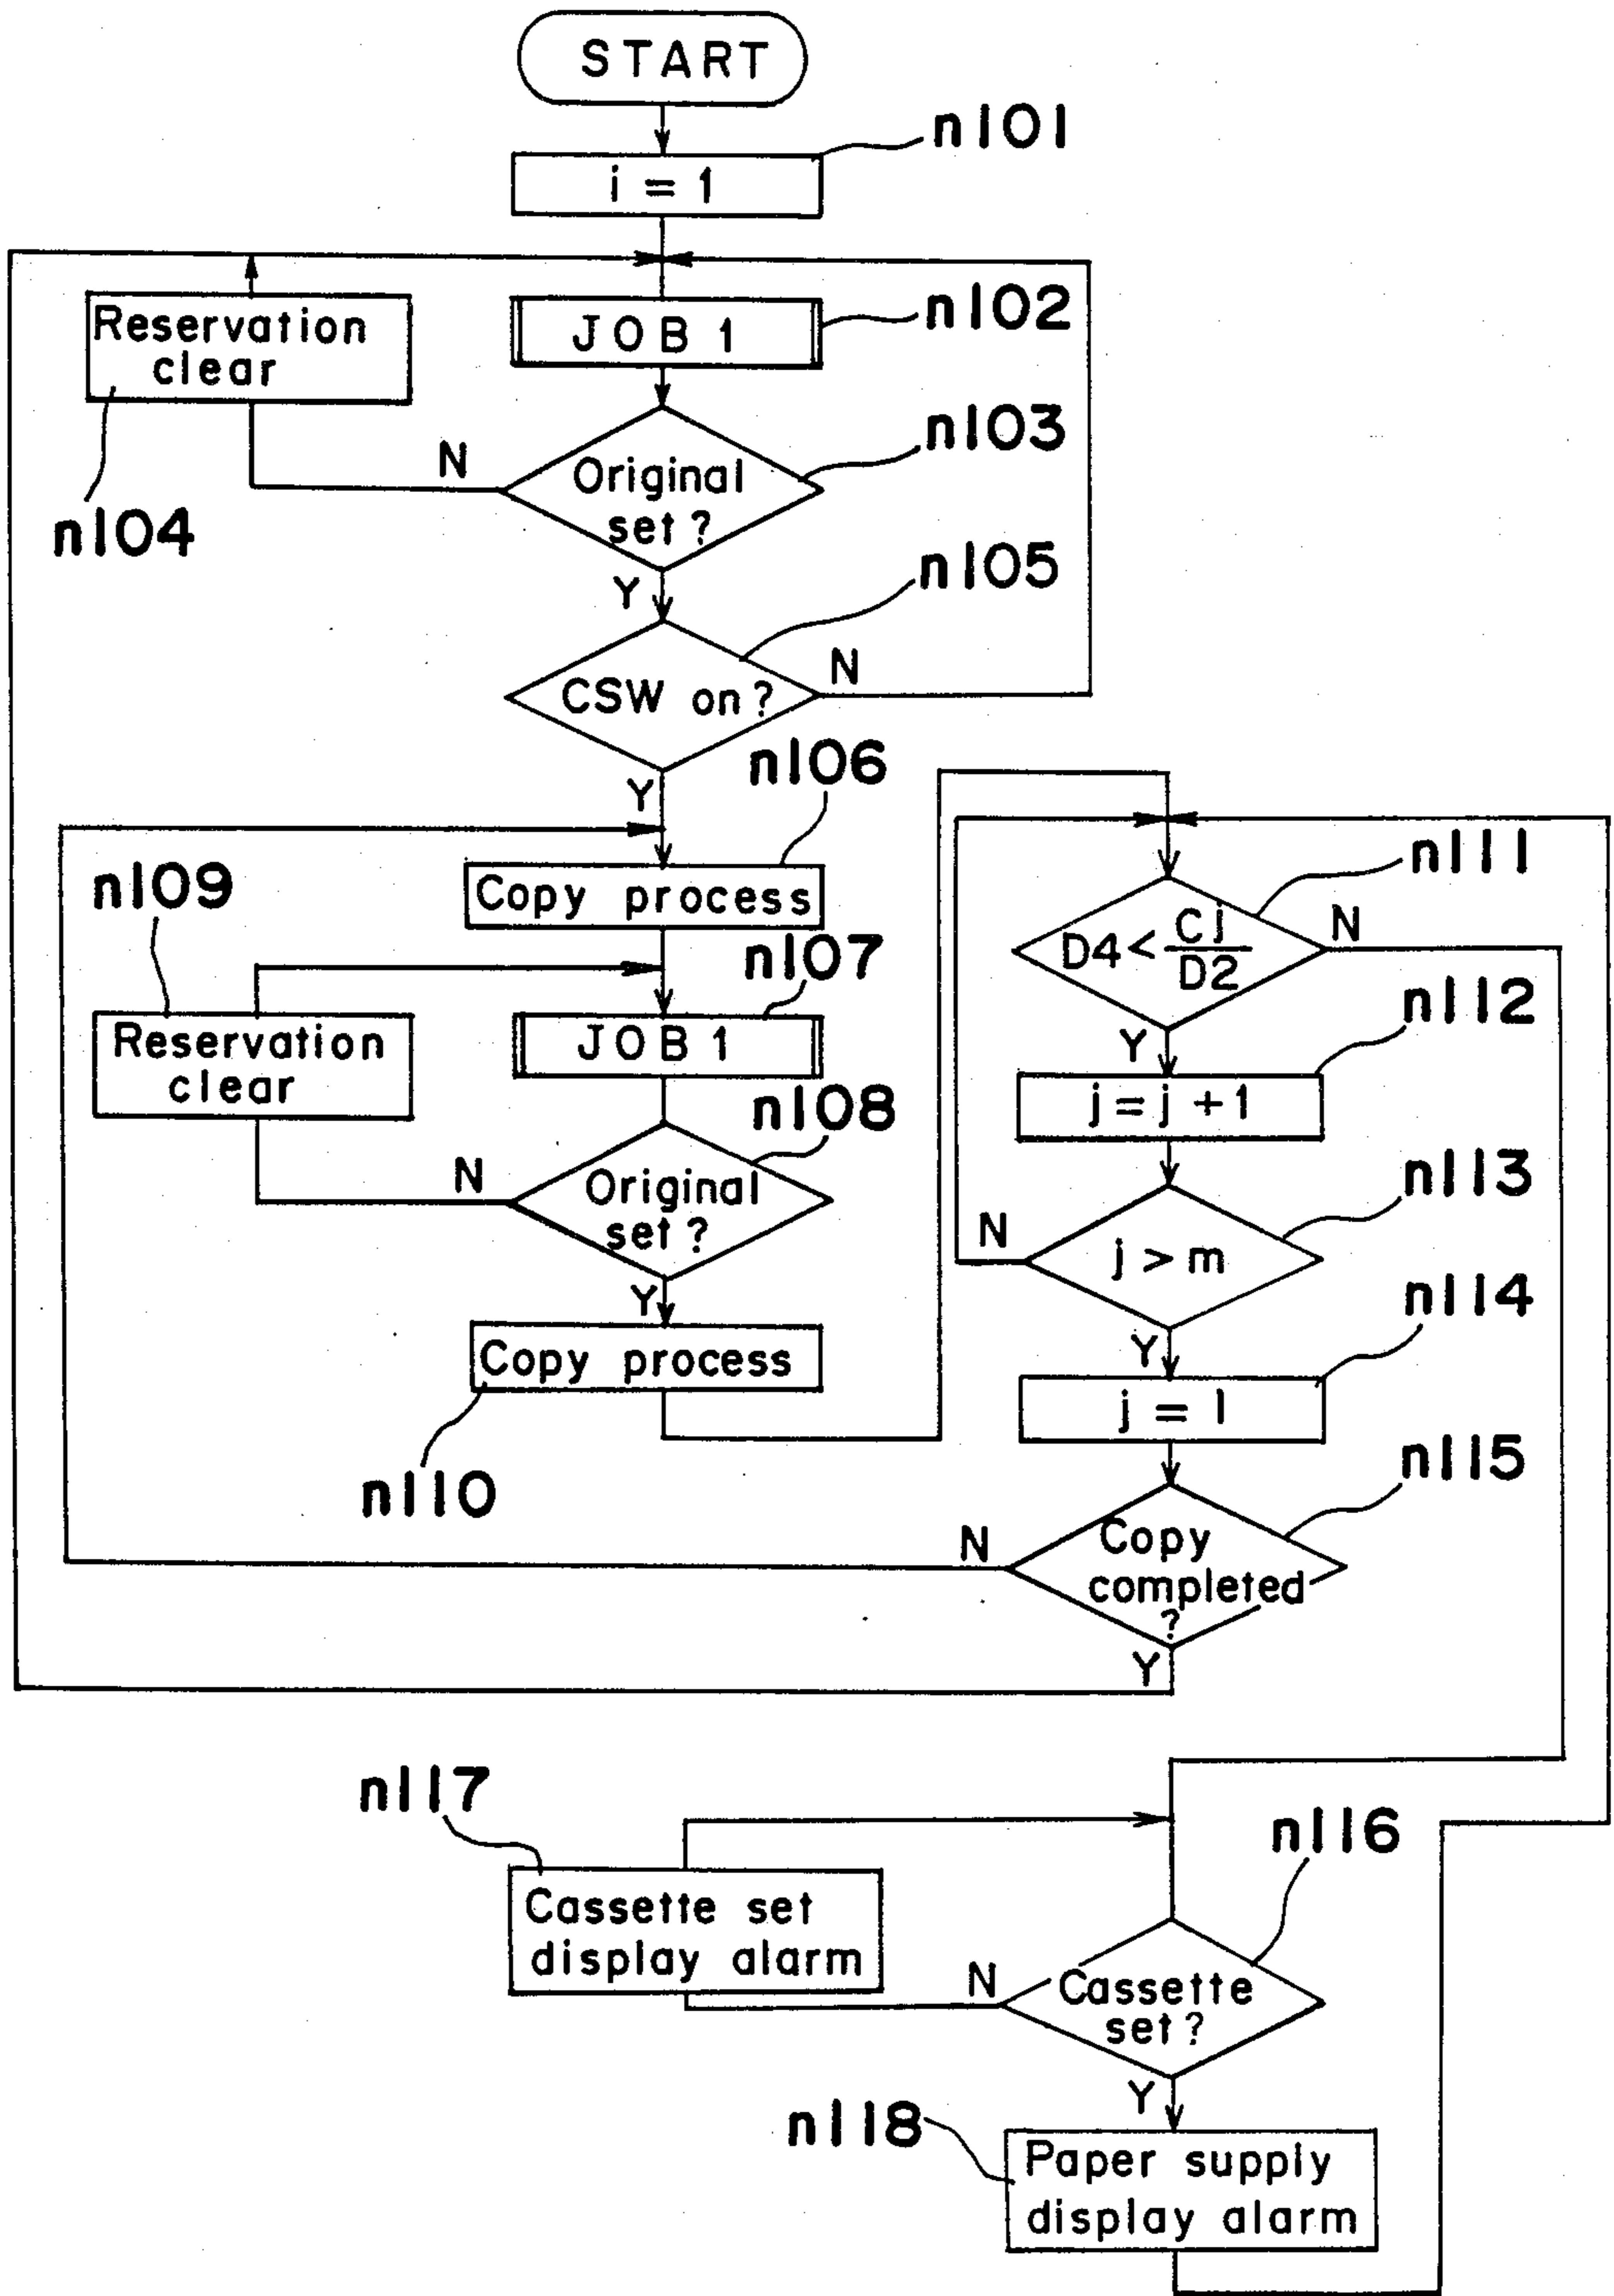 START
n101
i = 1
Reservation
clear
n102
JOB 1
n103
N
Original
set ?
n104
n105
Y
N
CSW on ?
n106
Y
n109
Copy process
n111
D4 < Cj
D2
N
n107
Reservation
clear
JOB 1
n112
Y
j = j + 1
n108
N
Original
set ?
n113
N
j > m
Y
n114
Copy process
Y
j = 1
n110
n115
N
Copy
completed
?
Y
n117
n116
Cassette set
display alarm
N
Cassette
set ?
Y
n118
Paper supply
display alarm